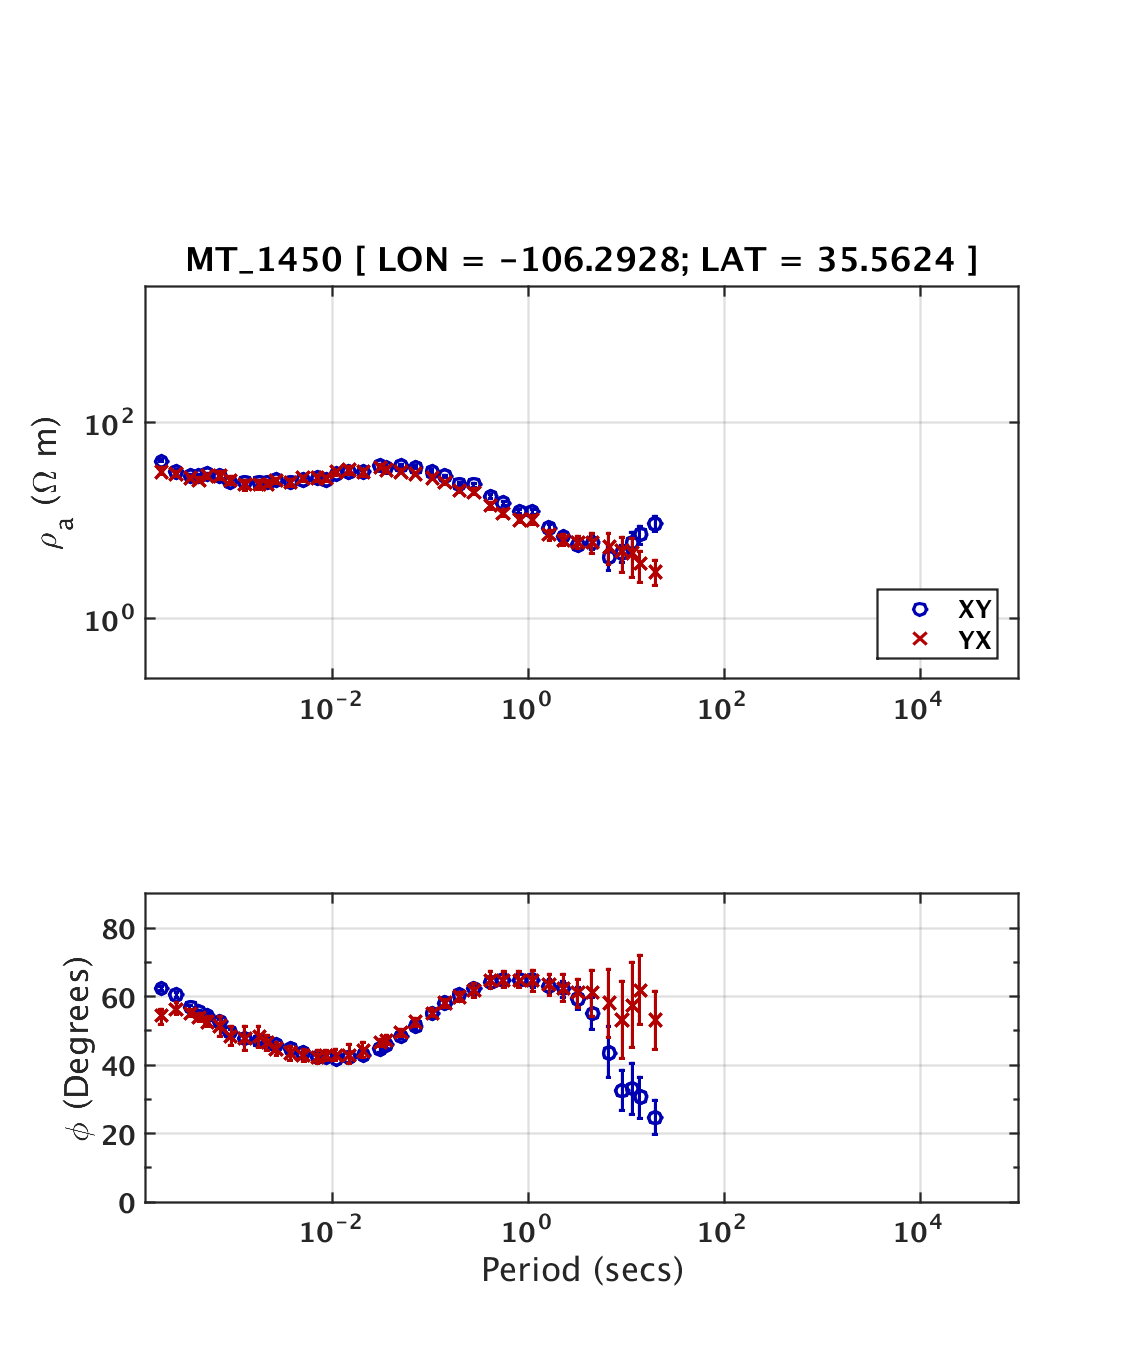 MT_1450 [ LON = -106.2928; LAT = 35.5624 ]
ρa (Ω m)
10^2
10^0
XY
YX
10^-2 10^0 10^2 10^4
ϕ (Degrees)
80
60
40
20
0
10^-2 10^0 10^2 10^4
Period (secs)